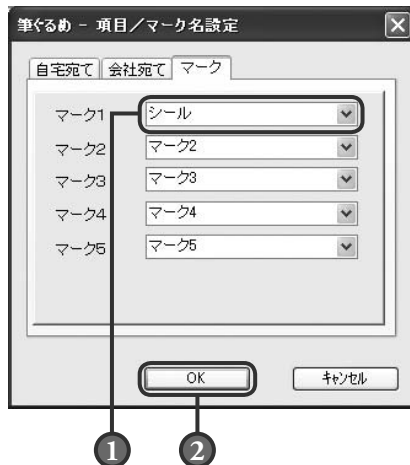 筆ぐるめ - 項目／マーク名設定
自宅宛て 会社宛て マーク
マーク1 シール
マーク2 マーク2
マーク3 マーク3
マーク4 マーク4
マーク5 マーク5
OK キャンセル
1 2